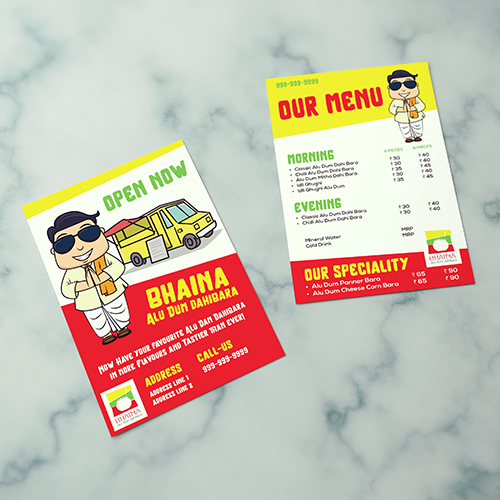 OPEN NOW
BHAINA
ALU DUM DAHIBARA
NOW HAVE YOUR FAVOURITE ALU DAM DAHIBARA
IN MORE FLAVOURS AND TASTIER THAN EVER!
ADDRESS
ADDRESS LINE 1
ADDRESS LINE 2
CALL-US
999-999-9999
BHAINA
999-999-9999
OUR MENU
4 PIECES 6 PIECES
MORNING
• Classic Alu Dum Dahi Bara ₹30 ₹40
• Chilli Alu Dum Dahi Bara ₹30 ₹40
• Alu Dum Mitha Dahi Bara ₹35 ₹45
• Idli Ghughi ₹30 ₹40
• Idli Ghughi Alu Dum ₹35 ₹45
EVENING
• Classic Alu Dum Dahi Bara ₹30 ₹40
• Chilli Alu Dum Dahi Bara ₹30 ₹40
Mineral Water MRP
Cold Drink MRP
BHAINA
OUR SPECIALITY
• Alu Dum Panner Bara ₹65 ₹90
• Alu Dum Cheese Corn Bara ₹65 ₹90